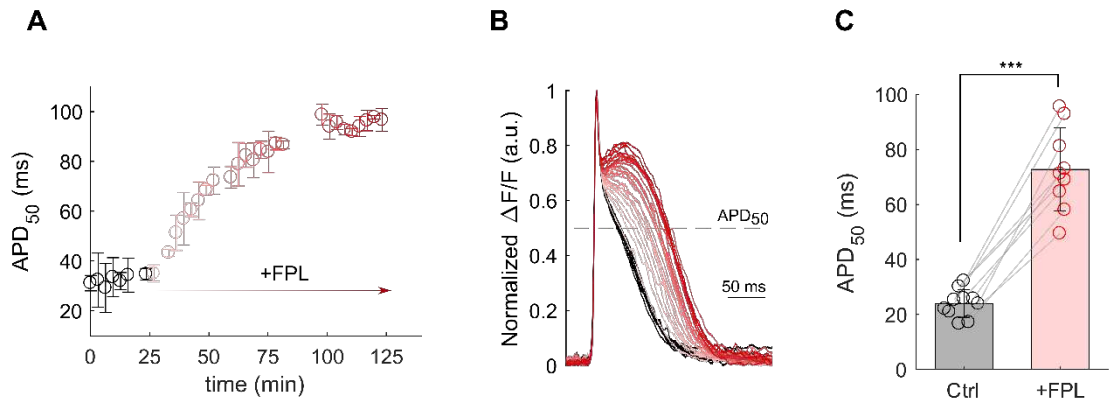 A
APD50 (ms)
100
80
60
40
20
+FPL
0
25
50
75
100
125
time (min)
B
Normalized ΔF/F (a.u.)
1
0.8
0.6
0.4
0.2
0
APD50
50 ms
C
***
APD50 (ms)
100
80
60
40
20
0
Ctrl
+FPL